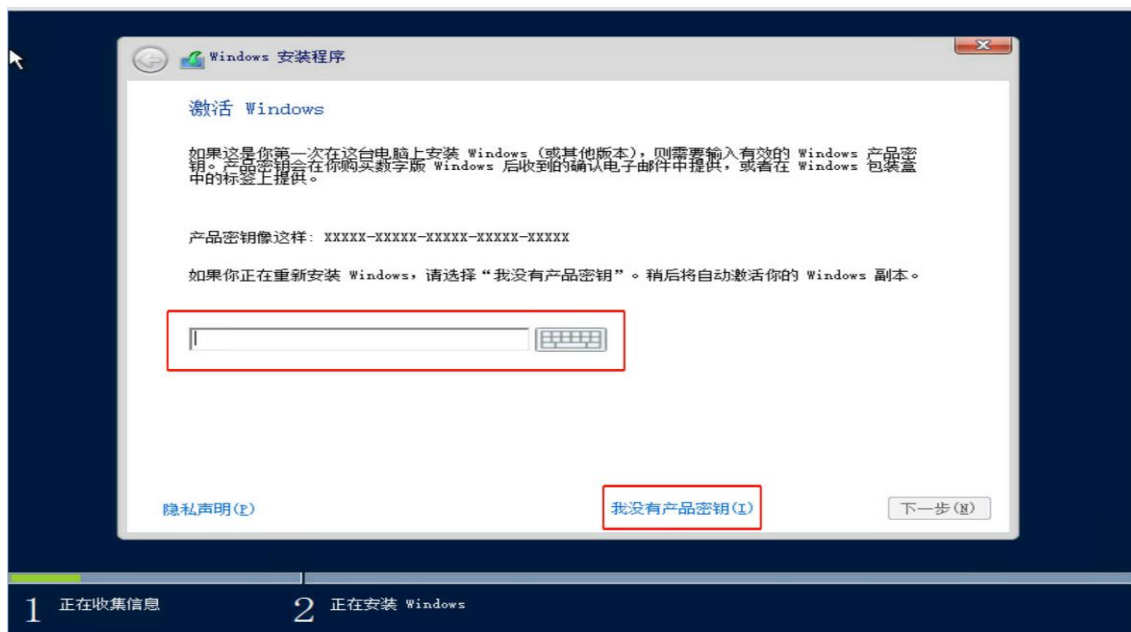 Windows 安装程序
激活 Windows
如果这是你第一次在这台电脑上安装 Windows (或其他版本)，则需要输入有效的 Windows 产品密
钥。产品密钥会在你购买数字版 Windows 后收到的确认电子邮件中提供，或者在 Windows 包装盒
中的标签上提供。
产品密钥像这样: XXXXX-XXXXX-XXXXX-XXXXX-XXXXX
如果你正在重新安装 Windows，请选择“我没有产品密钥”。稍后将自动激活你的 Windows 副本。
隐私声明(P) 我没有产品密钥(I) 下一步(N)
1 正在收集信息 2 正在安装 Windows